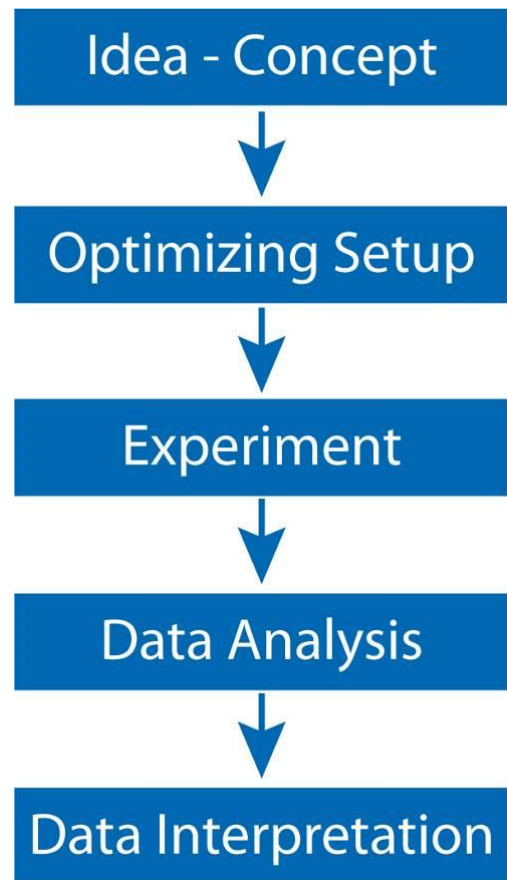 Idea - Concept
Optimizing Setup
Experiment
Data Analysis
Data Interpretation